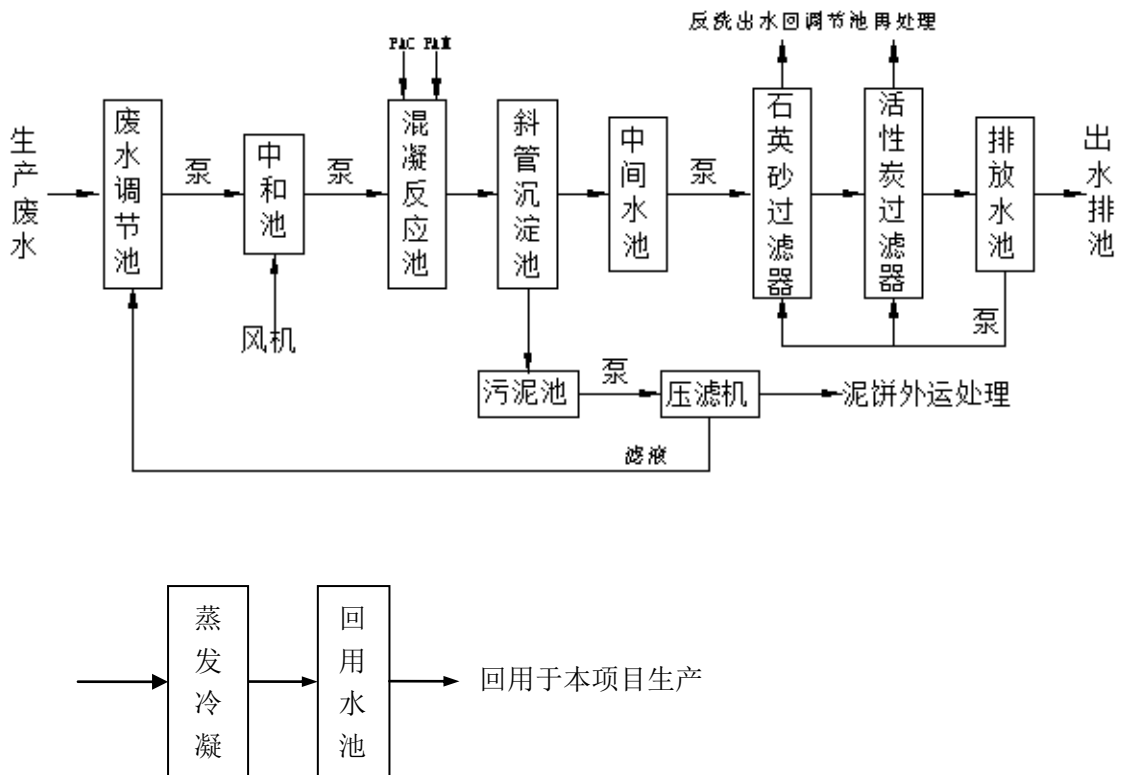 反洗出水回调节池再处理
PAC PAM
生产废水
废水调节池
泵
中和池
泵
混凝反应池
斜管沉淀池
中间水池
泵
石英砂过滤器
活性炭过滤器
排放水池
出水排池
风机
泵
污泥池
泵
压滤机
泥饼外运处理
滤液
蒸发冷凝
回用水池
回用于本项目生产